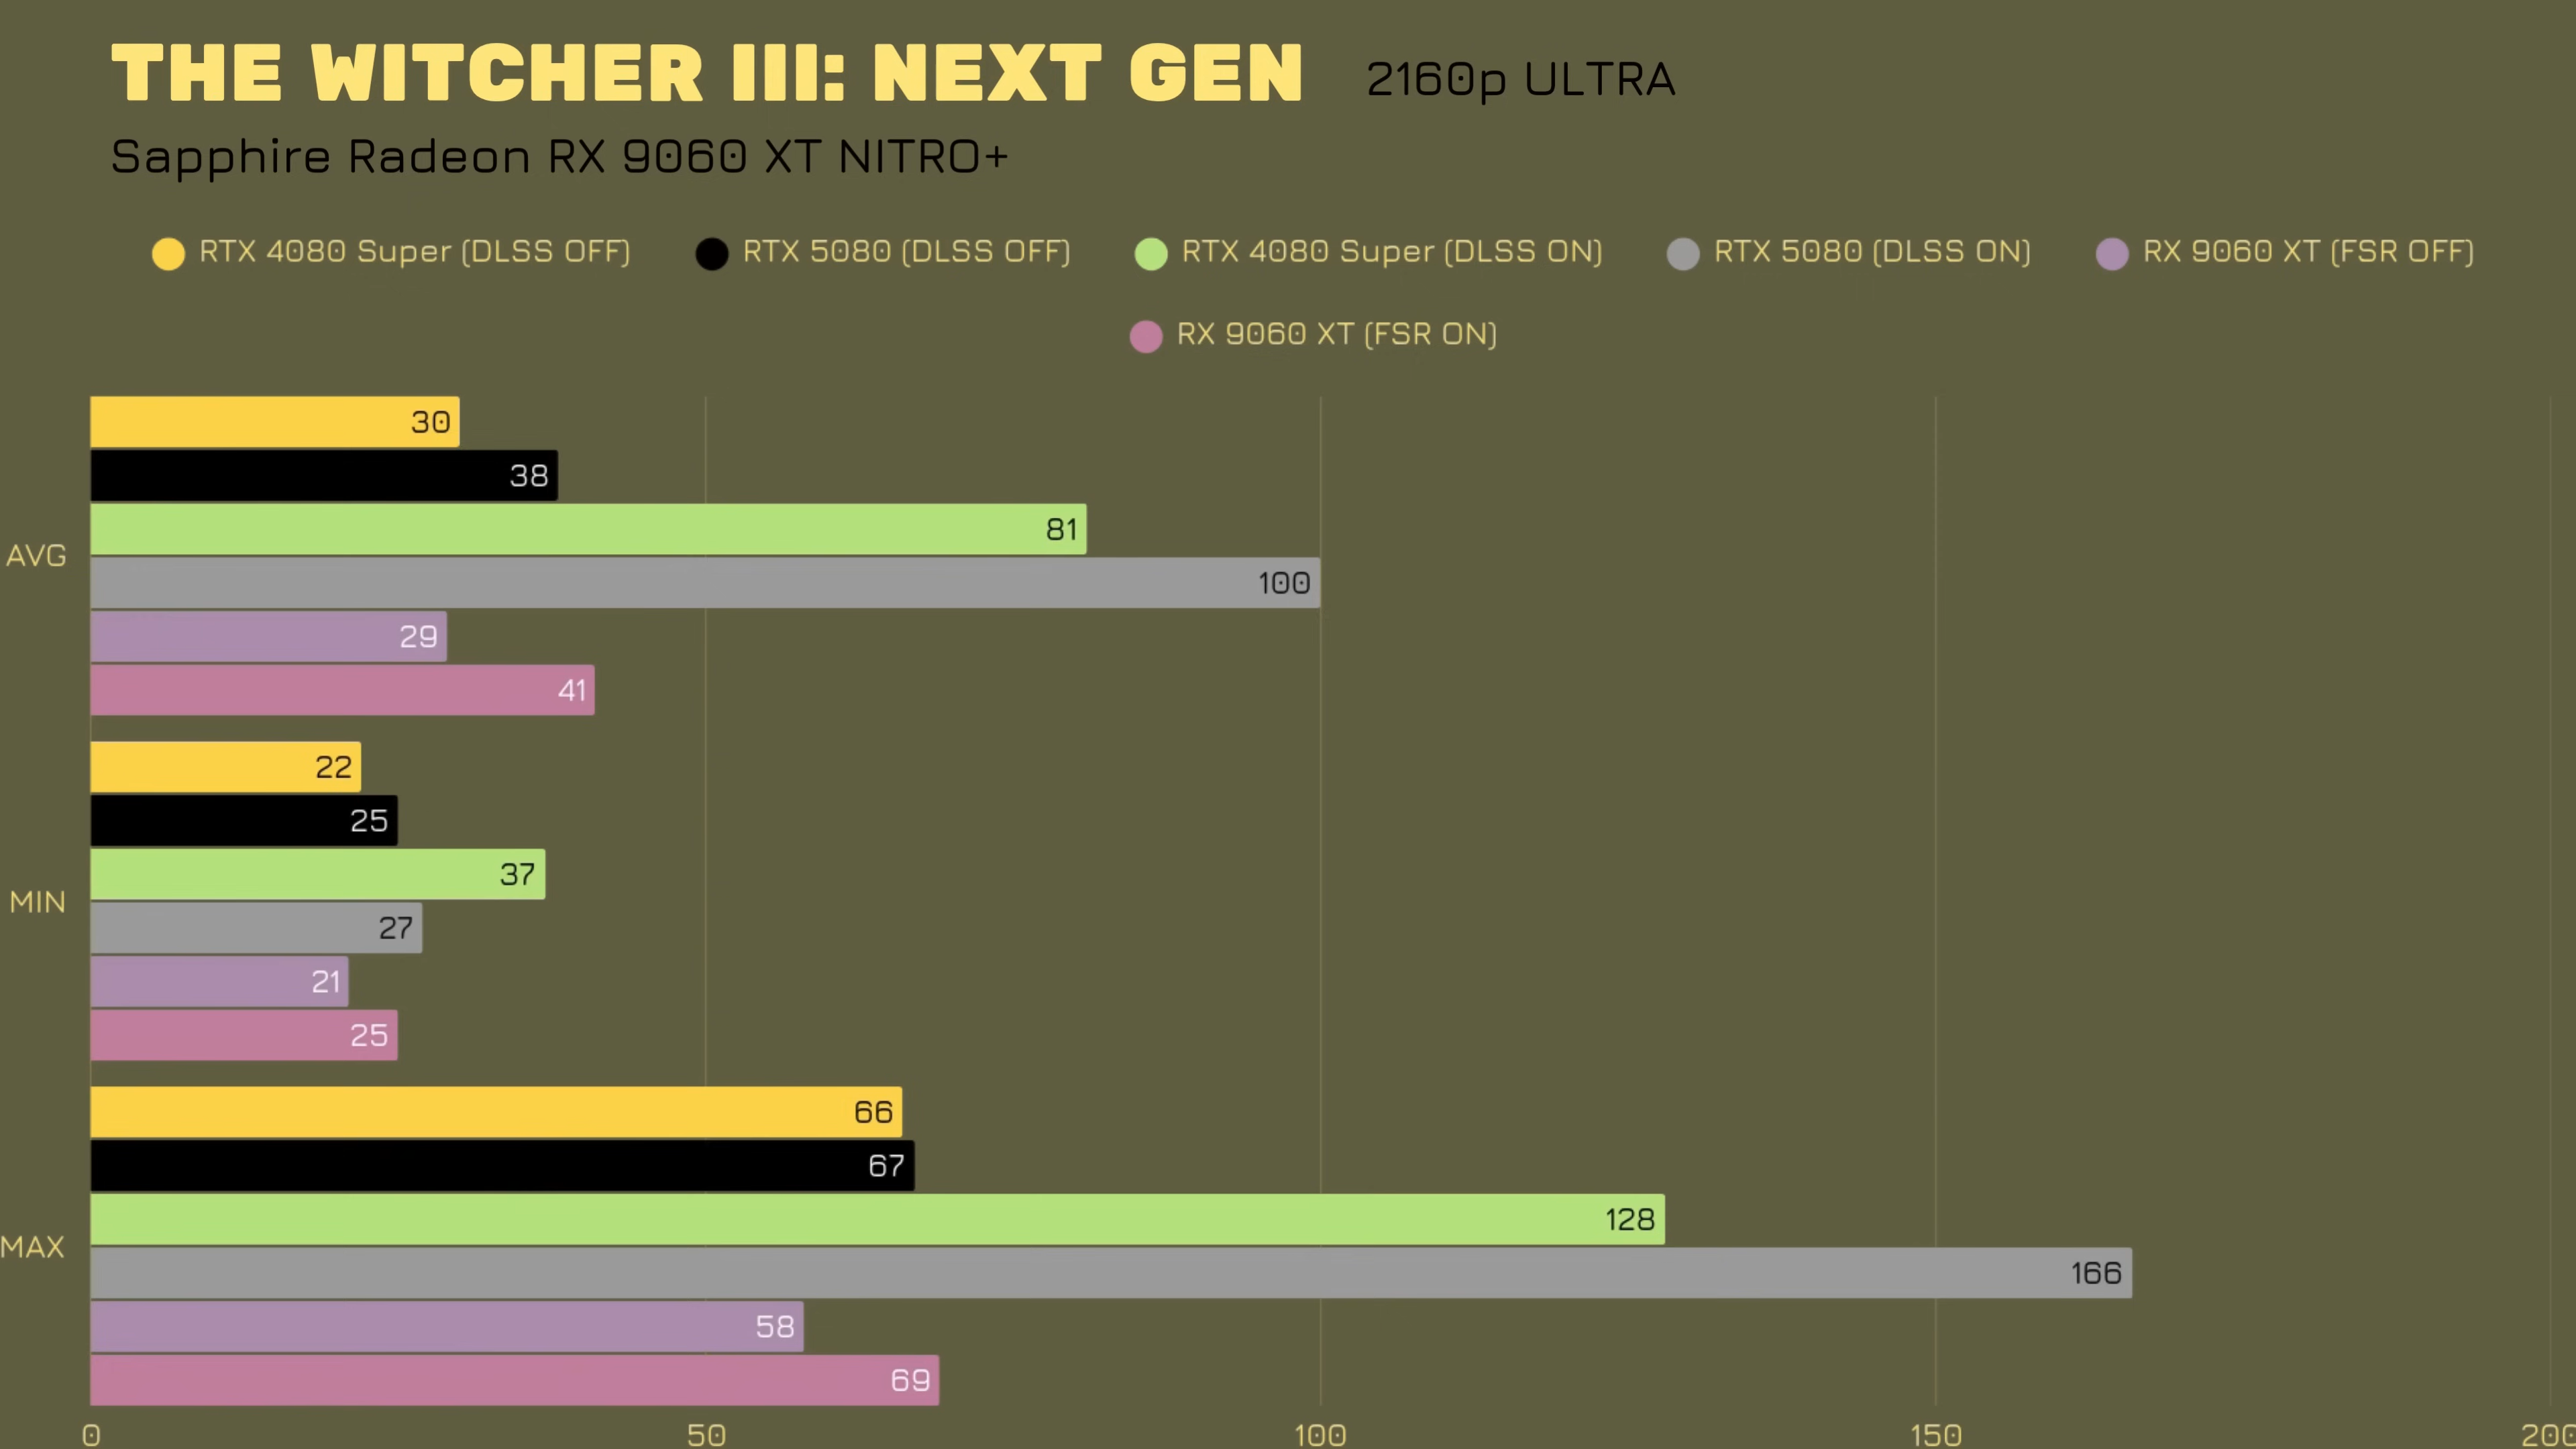 THE WITCHER III: NEXT GEN 2160p ULTRA
Sapphire Radeon RX 9060 XT NITRO+
RTX 4080 Super (DLSS OFF) RTX 5080 (DLSS OFF) RTX 4080 Super (DLSS ON) RTX 5080 (DLSS ON) RX 9060 XT (FSR OFF)
RX 9060 XT (FSR ON)
30
38
81
AVG
100
29
41
22
25
37
MIN
27
21
25
66
67
128
MAX
166
58
69
0 50 100 150 200